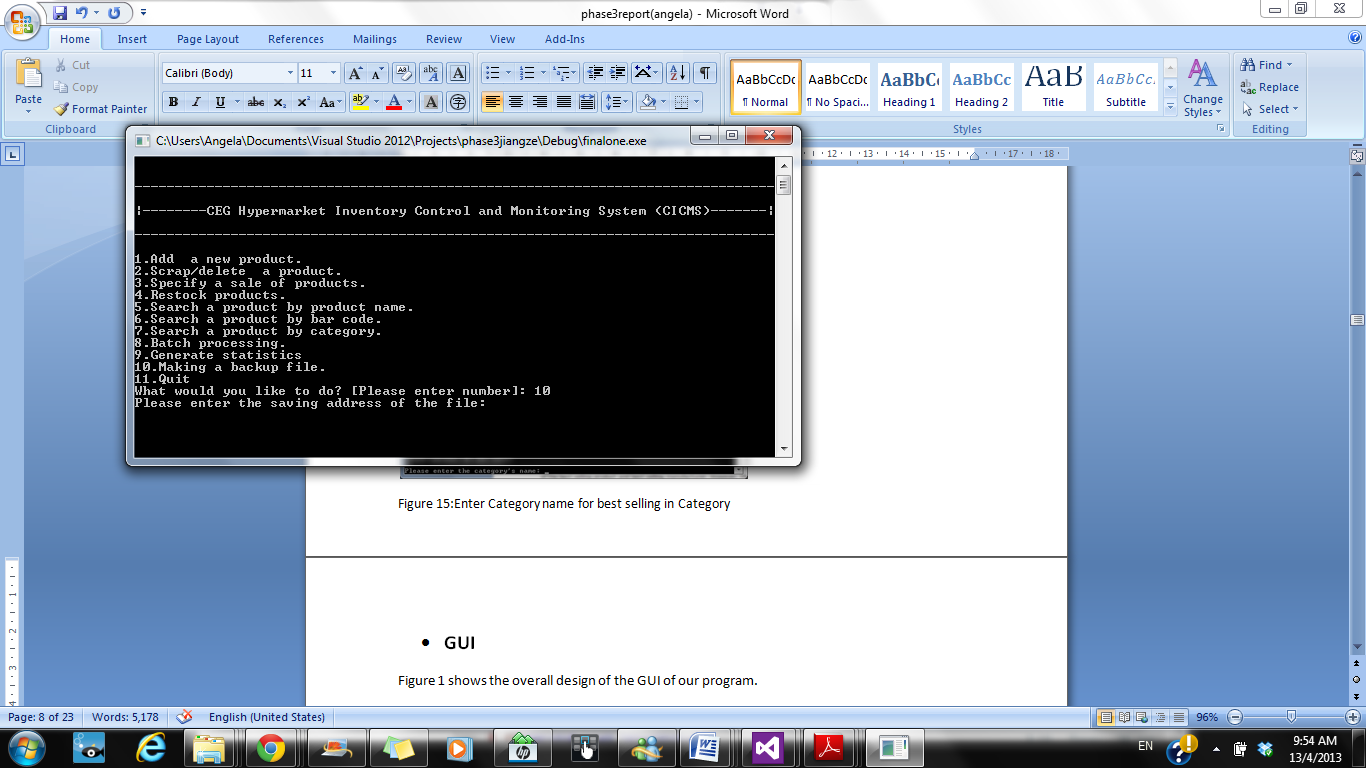 phase3report(angela) - Microsoft Word
Home Insert Page Layout References Mailings Review View Add-Ins
Paste
Cut
Copy
Format Painter
Clipboard
Calibri (Body) 11
AaBbCcDc AaBbCcDc AaBbC AaBbCc AaB AaBbCcC
¶ Normal ¶ No Spaci... Heading 1 Heading 2 Title Subtitle
Change
Styles
Styles
Find
Replace
Select
Editing
C:\Users\Angela\Documents\Visual Studio 2012\Projects\phase3jiangze\Debug\finalone.exe
|--------CEG Hypermarket Inventory Control and Monitoring System (CICMS)-------|
1.Add  a new product.
2.Scrap/delete  a product.
3.Specify a sale of products.
4.Restock products.
5.Search a product by product name.
6.Search a product by bar code.
7.Search a product by category.
8.Batch processing.
9.Generate statistics
10.Making a backup file.
11.Quit
What would you like to do? [Please enter number]: 10
Please enter the saving address of the file:
12 13 14 15 17 18
Please enter the category's name: _
Figure 15:Enter Category name for best selling in Category
• GUI
Figure 1 shows the overall design of the GUI of our program.
Page: 8 of 23 Words: 5,178 English (United States) 96%
EN
9:54 AM
13/4/2013